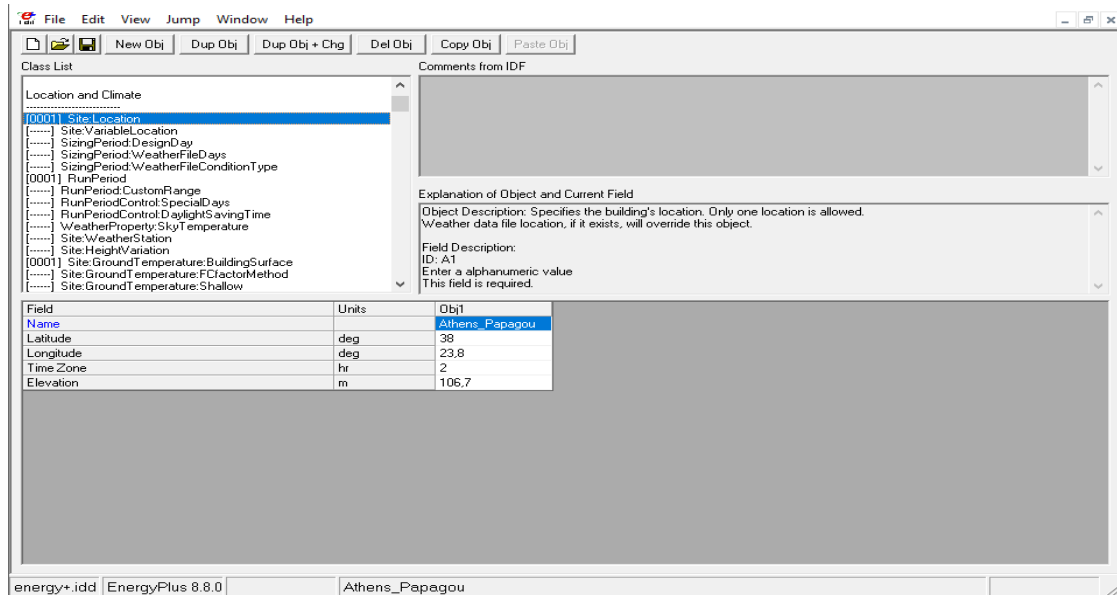 File Edit View Jump Window Help
New Obj Dup Obj Dup Obj + Chg Del Obj Copy Obj Paste Obj
Class List
Location and Climate
--------------------------
[0001] Site:Location
[------] Site:VariableLocation
[------] SizingPeriod:DesignDay
[------] SizingPeriod:WeatherFileDays
[------] SizingPeriod:WeatherFileConditionType
[0001] RunPeriod
[------] RunPeriod:CustomRange
[------] RunPeriodControl:SpecialDays
[------] RunPeriodControl:DaylightSavingTime
[------] WeatherProperty:SkyTemperature
[------] Site:WeatherStation
[------] Site:HeightVariation
[0001] Site:GroundTemperature:BuildingSurface
[------] Site:GroundTemperature:FCfactorMethod
[------] Site:GroundTemperature:Shallow
Comments from IDF
Explanation of Object and Current Field
Object Description: Specifies the building's location. Only one location is allowed.
Weather data file location, if it exists, will override this object.
Field Description:
ID: A1
Enter a alphanumeric value
This field is required.
Field Units Obj1
Name Athens_Papagou
Latitude deg 38
Longitude deg 23,8
Time Zone hr 2
Elevation m 106,7
energy+.idd EnergyPlus 8.8.0 Athens_Papagou